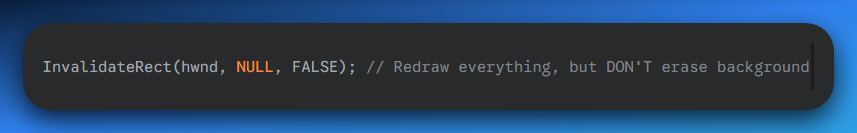 InvalidateRect(hwnd, NULL, FALSE); // Redraw everything, but DON'T erase background